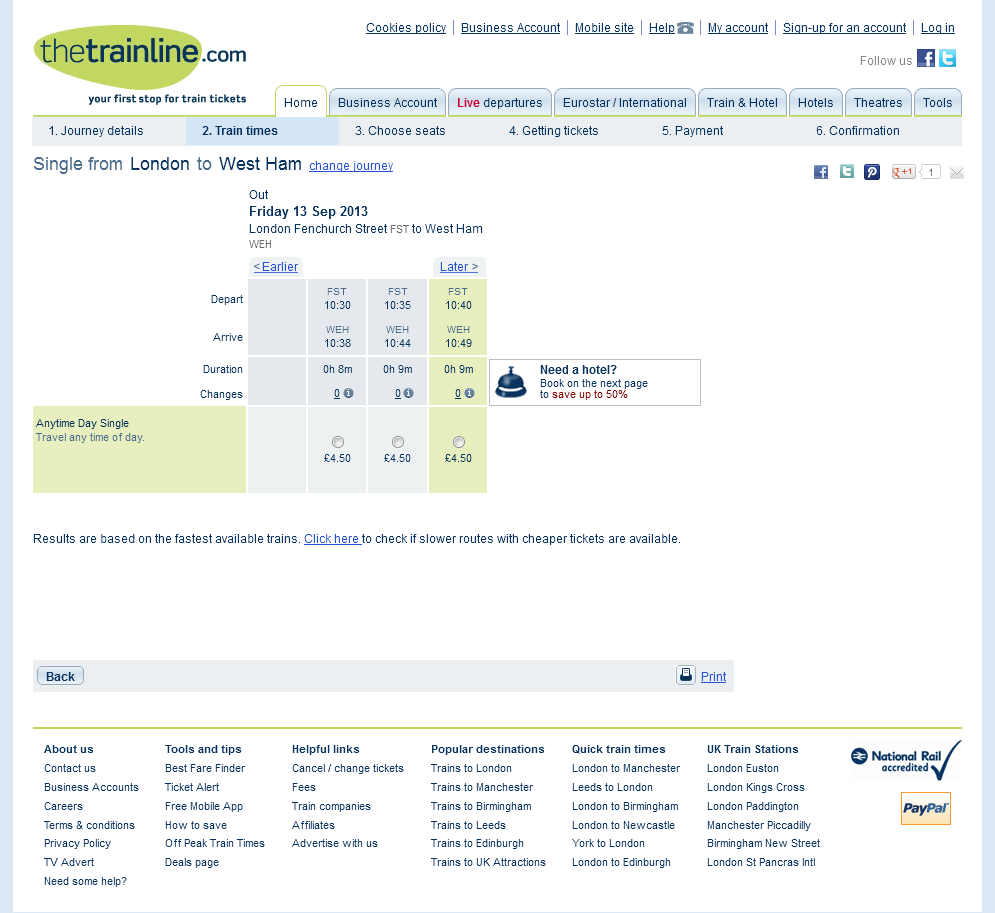 Cookies policy Business Account Mobile site Help My account Sign-up for an account Log in
thetrainline.com
Follow us
your first stop for train tickets
Home Business Account Live departures Eurostar / International Train & Hotel Hotels Theatres Tools
1. Journey details 2. Train times 3. Choose seats 4. Getting tickets 5. Payment 6. Confirmation
Single from London to West Ham change journey
+1 1
Out
Friday 13 Sep 2013
London Fenchurch Street FST to West Ham
WEH
< Earlier Later >
FST FST FST
Depart 10:30 10:35 10:40
WEH WEH WEH
Arrive 10:38 10:44 10:49
Duration 0h 8m 0h 9m 0h 9m
Changes 0 0 0
Need a hotel?
Book on the next page
to save up to 50%
Anytime Day Single
Travel any time of day.
£4.50 £4.50 £4.50
Results are based on the fastest available trains. Click here to check if slower routes with cheaper tickets are available.
Back Print
About us
Contact us
Business Accounts
Careers
Terms & conditions
Privacy Policy
TV Advert
Need some help?
Tools and tips
Best Fare Finder
Ticket Alert
Free Mobile App
How to save
Off Peak Train Times
Deals page
Helpful links
Cancel / change tickets
Fees
Train companies
Affiliates
Advertise with us
Popular destinations
Trains to London
Trains to Manchester
Trains to Birmingham
Trains to Leeds
Trains to Edinburgh
Trains to UK Attractions
Quick train times
London to Manchester
Leeds to London
London to Birmingham
London to Newcastle
York to London
London to Edinburgh
UK Train Stations
London Euston
London Kings Cross
London Paddington
Manchester Piccadilly
Birmingham New Street
London St Pancras Intl
National Rail
accredited
PayPal